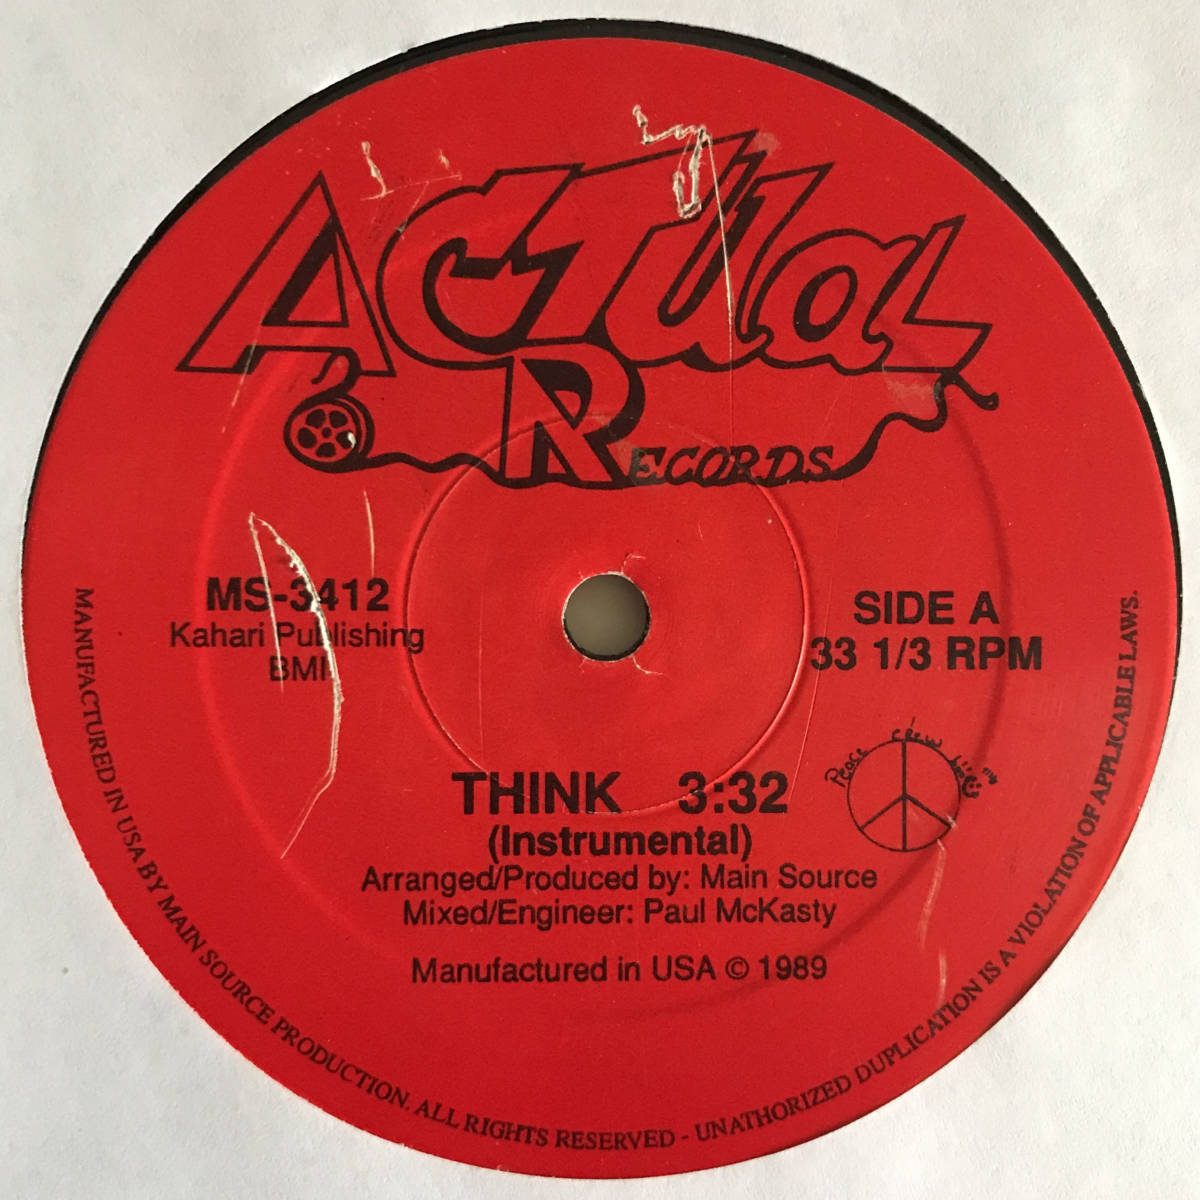 ACTUAL
RECORDS
MS-3412
Kahari Publishing
BMI
SIDE A
33 1/3 RPM
Peace crew
THINK 3:32
(Instrumental)
Arranged/Produced by: Main Source
Mixed/Engineer: Paul McKasty
Manufactured in USA © 1989
MANUFACTURED IN USA BY MAIN SOURCE PRODUCTION. ALL RIGHTS RESERVED - UNATHORIZED DUPLICATION IS A VIOLATION OF APPLICABLE LAWS.